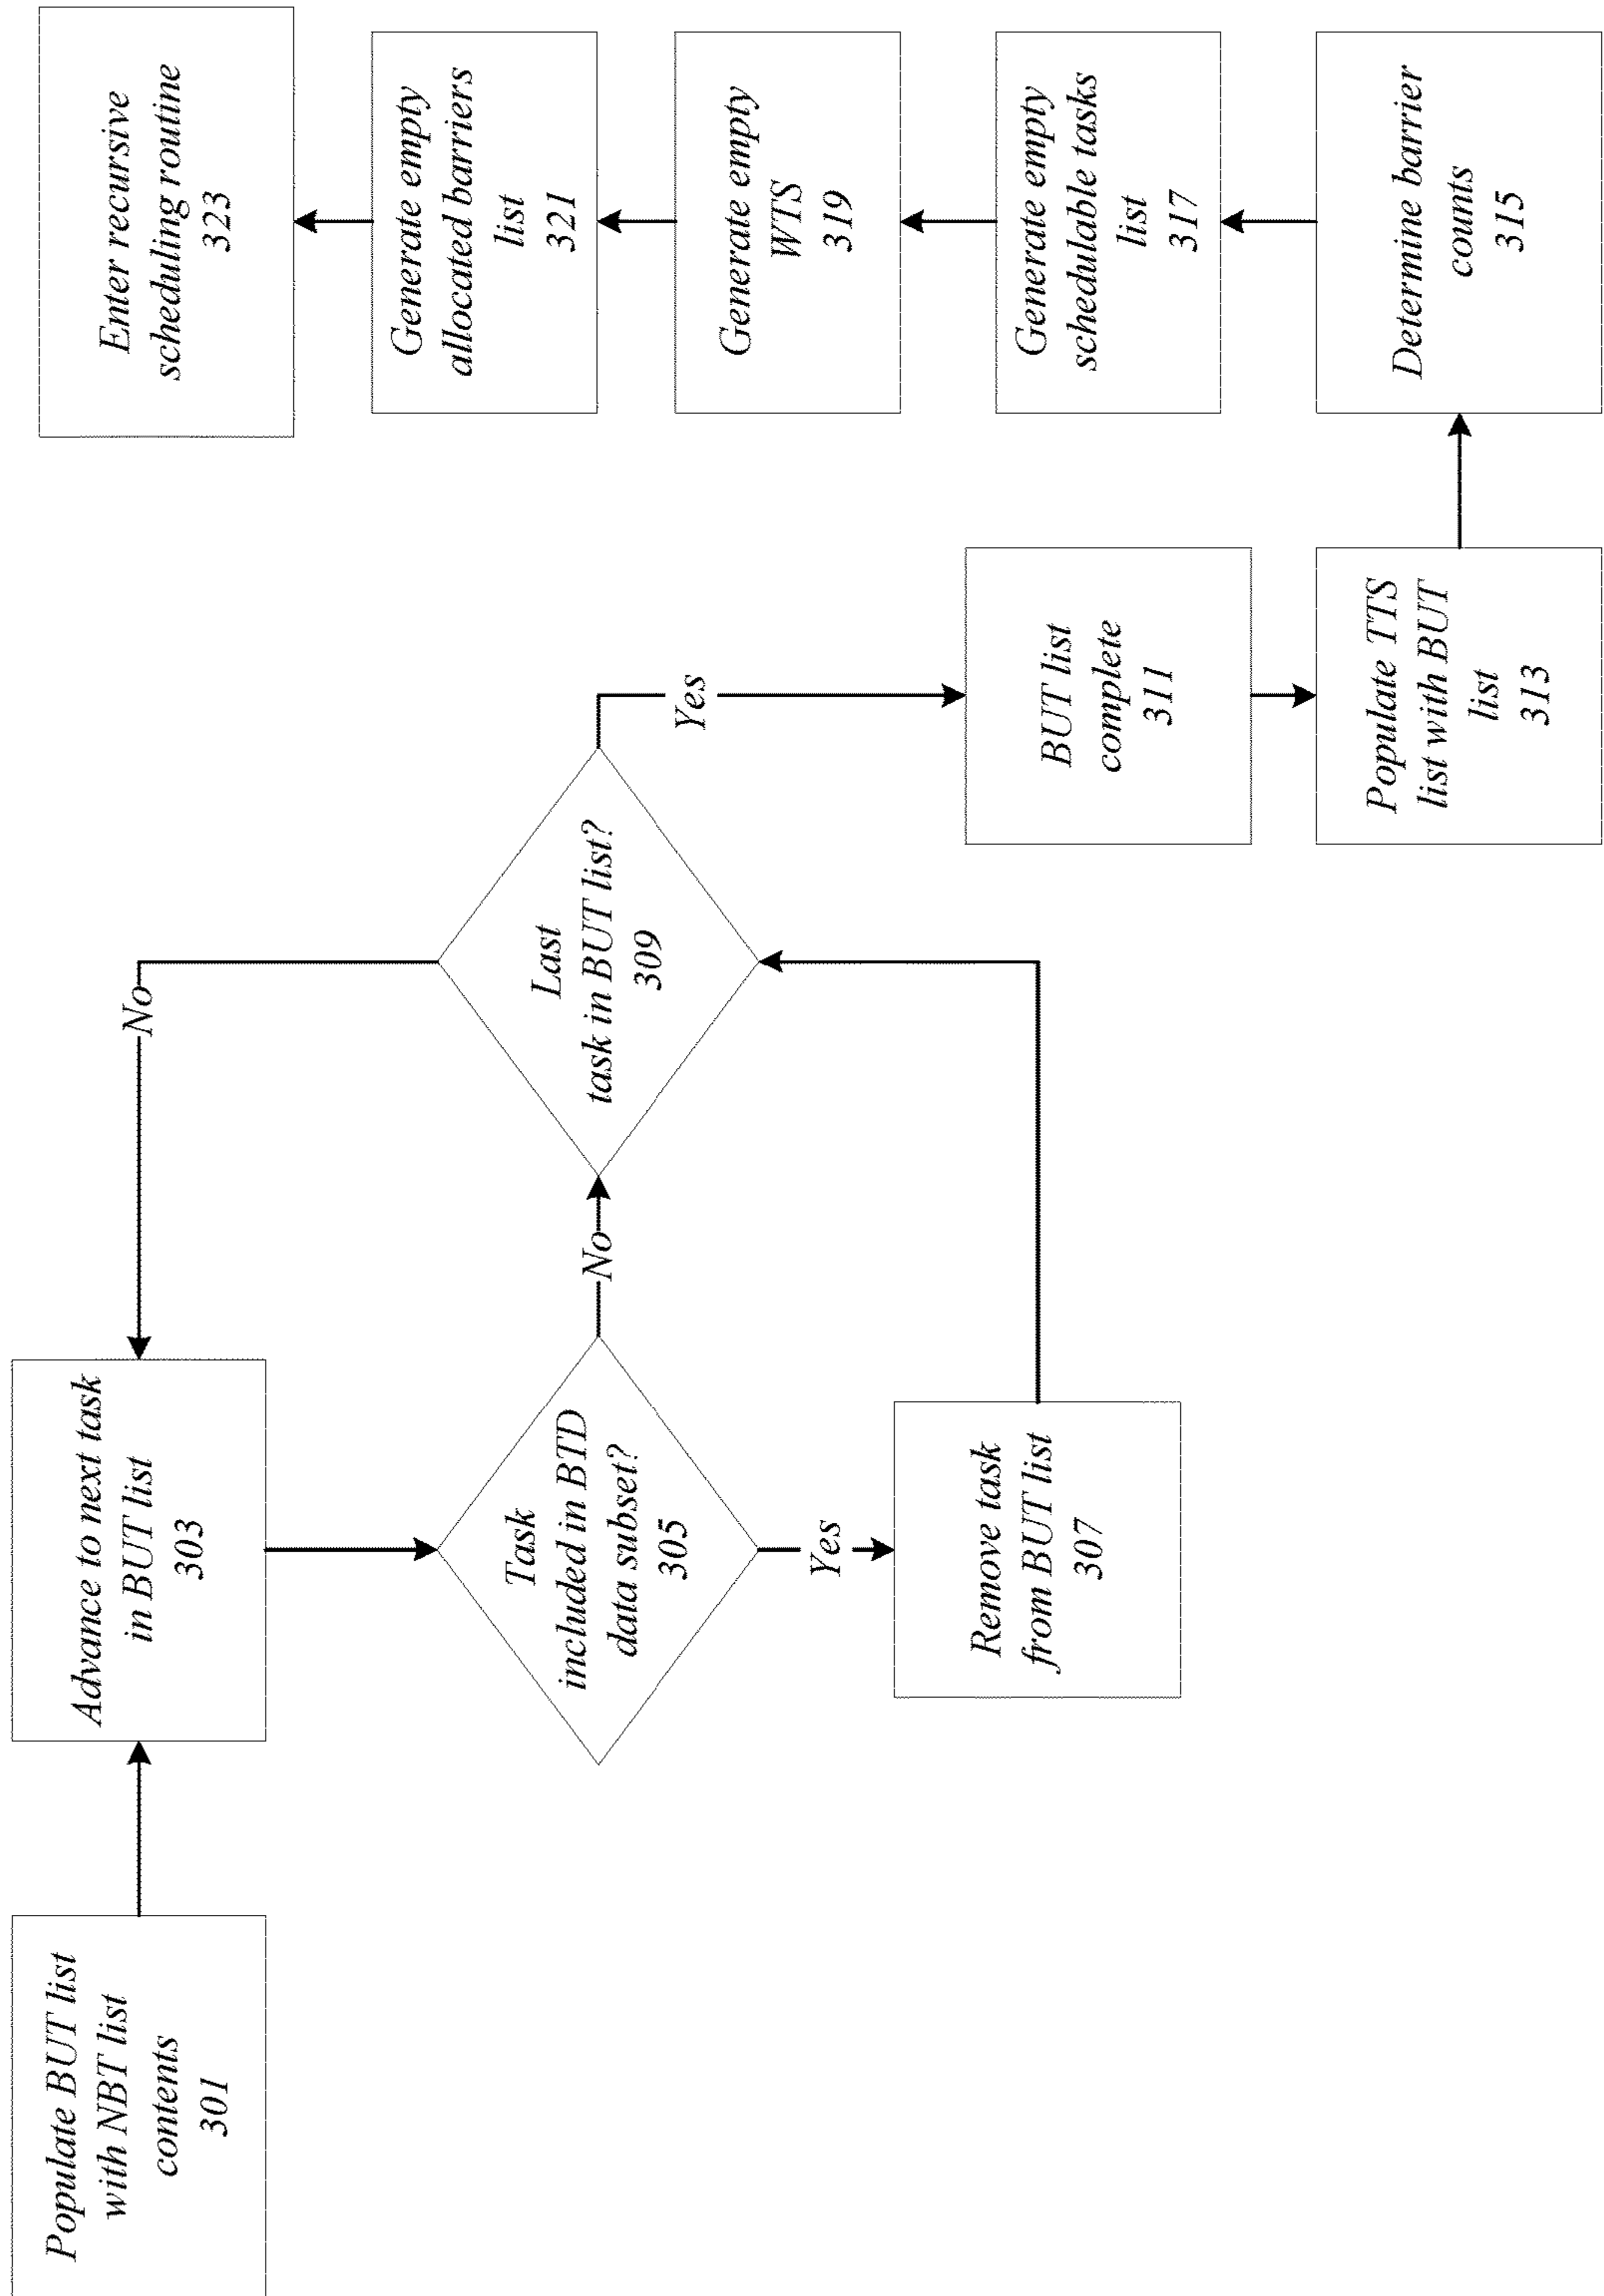 Populate BUT list
with NBT list
contents
301
Advance to next task
in BUT list
303
Task
included in BTD
data subset?
305
Yes
Remove task
from BUT list
307
No
Last
task in BUT list?
309
No
Yes
BUT list
complete
311
Populate TTS
list with BUT
list
313
Determine barrier
counts
315
Generate empty
schedulable tasks
list
317
Generate empty
WTS
319
Generate empty
allocated barriers
list
321
Enter recursive
scheduling routine
323